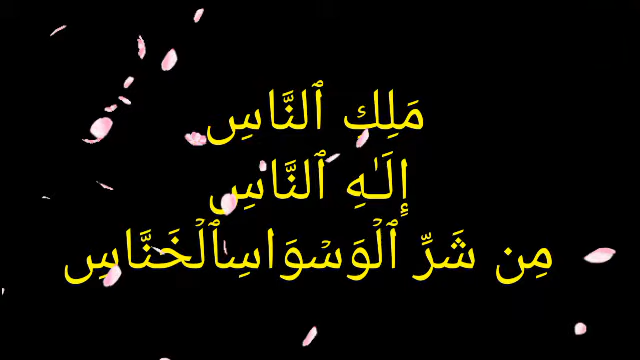 مَلِكِ ٱلنَّاسِ
إِلَـٰهِ ٱلنَّاسِ
مِن شَرِّ ٱلْوَسْوَاسِٱلْخَنَّاسِ